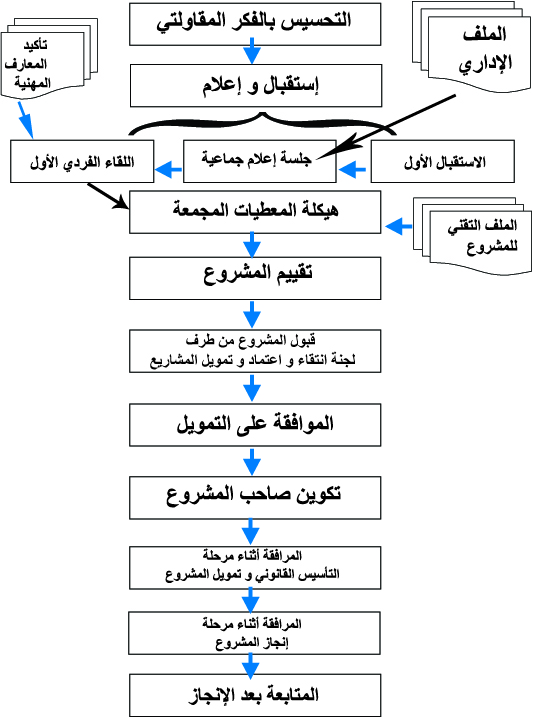 التحسيس بالفكر المقاولتي
الملف
الإداري
تأكيد
المعارف
المهنية
إستقبال و إعلام
الاستقبال الأول
جلسة إعلام جماعية
اللقاء الفردي الأول
هيكلة المعطيات المجمعة
الملف التقني
للمشروع
تقييم المشروع
قبول المشروع من طرف
لجنة انتقاء و اعتماد و تمويل المشاريع
الموافقة على التمويل
تكوين صاحب المشروع
المرافقة أثناء مرحلة
التأسيس القانوني و تمويل المشروع
المرافقة أثناء مرحلة
إنجاز المشروع
المتابعة بعد الإنجاز